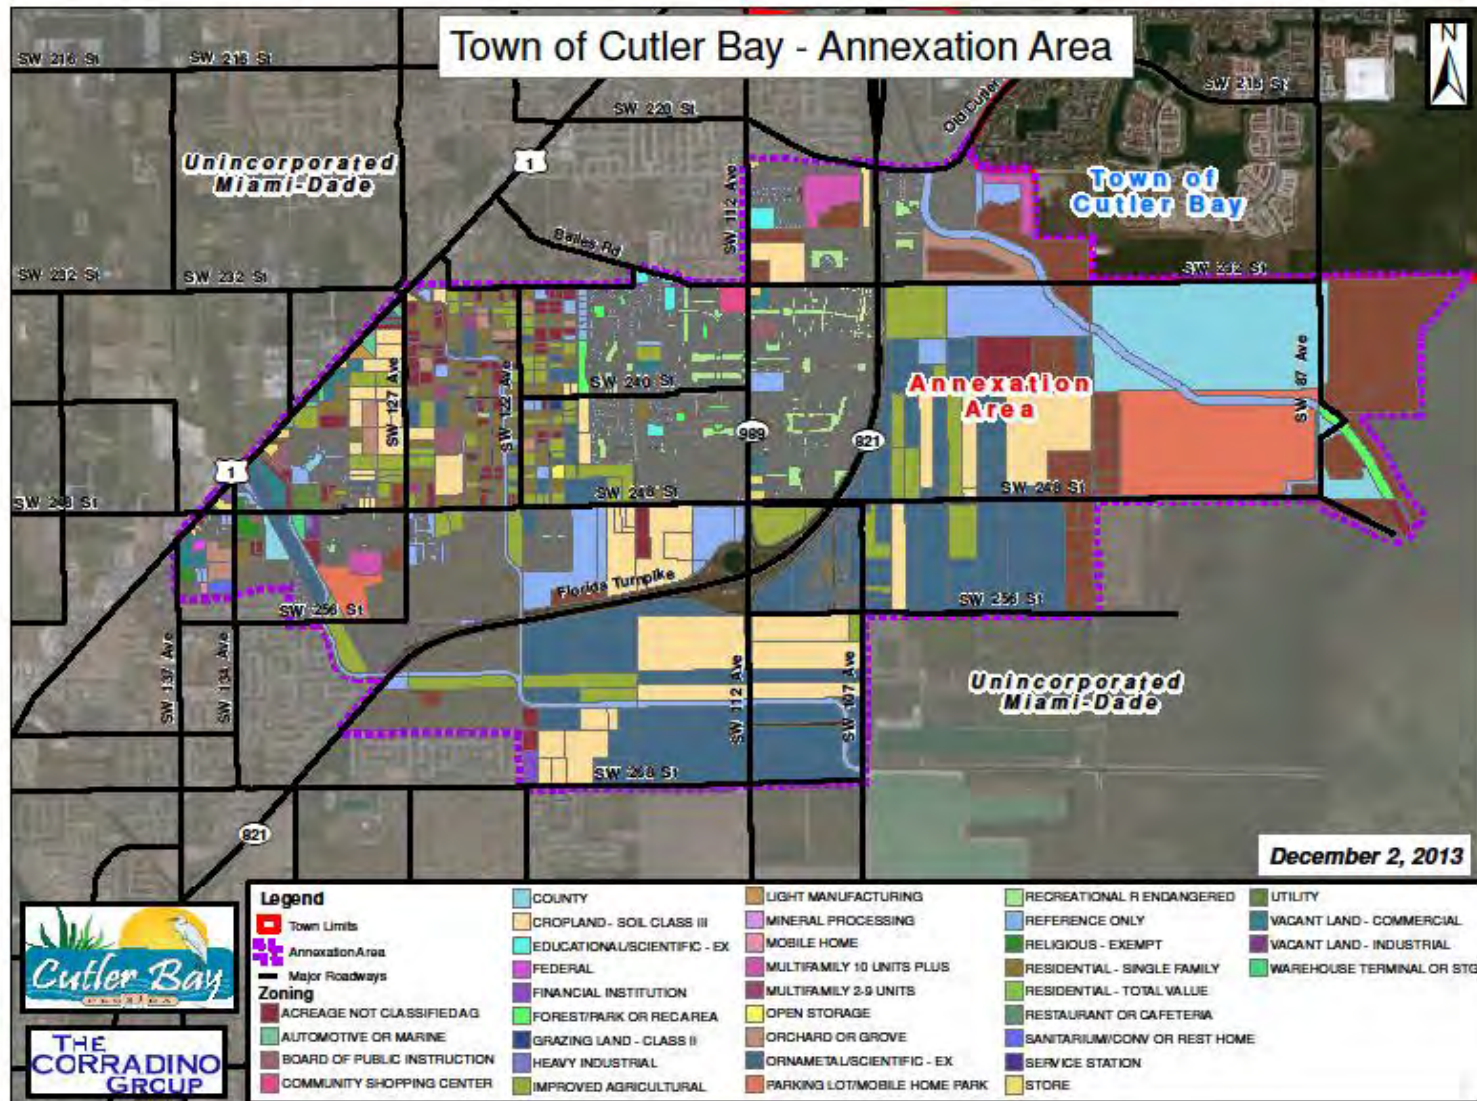 Town of Cutler Bay - Annexation Area
N
SW 216 St
SW 216 St
SW 220 St
Old Cutler
SW 216 St
Unincorporated
Miami-Dade
1
Town of
Cutler Bay
SW 112 Ave
Bailes Rd
SW 232 St
SW 232 St
SW 232 St
SW 127 Ave
SW 122 Ave
SW 240 St
Annexation
Area
SW 87 Ave
989
821
1
SW 248 St
SW 248 St
SW 248 St
Florida Turnpike
SW 256 St
SW 256 St
SW 137 Ave
SW 134 Ave
SW 112 Ave
SW 107 Ave
Unincorporated
Miami-Dade
SW 268 St
821
December 2, 2013
Cutler Bay
FLORIDA
THE
CORRADINO
GROUP
Legend
Town Limits
AnnexationArea
Major Roadways
Zoning
ACREAGE NOT CLASSIFIEDAG
AUTOMOTIVE OR MARINE
BOARD OF PUBLIC INSTRUCTION
COMMUNITY SHOPPING CENTER
COUNTY
CROPLAND - SOIL CLASS III
EDUCATIONAL/SCIENTIFIC - EX
FEDERAL
FINANCIAL INSTITUTION
FOREST/PARK OR RECAREA
GRAZING LAND - CLASS II
HEAVY INDUSTRIAL
IMPROVED AGRICULTURAL
LIGHT MANUFACTURING
MINERAL PROCESSING
MOBILE HOME
MULTIFAMILY 10 UNITS PLUS
MULTIFAMILY 2-9 UNITS
OPEN STORAGE
ORCHARD OR GROVE
ORNAMETAL/SCIENTIFIC - EX
PARKING LOT/MOBILE HOME PARK
RECREATIONAL R ENDANGERED
REFERENCE ONLY
RELIGIOUS - EXEMPT
RESIDENTIAL - SINGLE FAMILY
RESIDENTIAL - TOTAL VALUE
RESTAURANT OR CAFETERIA
SANITARIUM/CONV OR REST HOME
SERVICE STATION
STORE
UTILITY
VACANT LAND - COMMERCIAL
VACANT LAND - INDUSTRIAL
WAREHOUSE TERMINAL OR STG